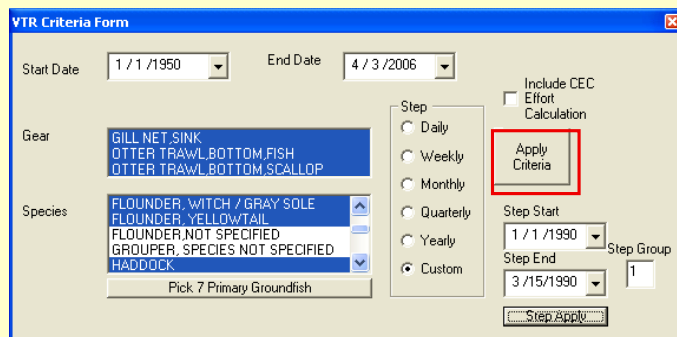 VTR Criteria Form
Start Date
1 / 1 /1950
End Date
4 / 3 /2006
Include CEC
Effort
Calculation
Step
Daily
Weekly
Monthly
Quarterly
Yearly
Custom
Apply
Criteria
Gear
GILL NET,SINK
OTTER TRAWL,BOTTOM,FISH
OTTER TRAWL,BOTTOM,SCALLOP
Species
FLOUNDER, WITCH / GRAY SOLE
FLOUNDER, YELLOWTAIL
FLOUNDER,NOT SPECIFIED
GROUPER, SPECIES NOT SPECIFIED
HADDOCK
Pick 7 Primary Groundfish
Step Start
1 / 1 /1990
Step End
3 /15/1990
Step Group
1
Step Apply